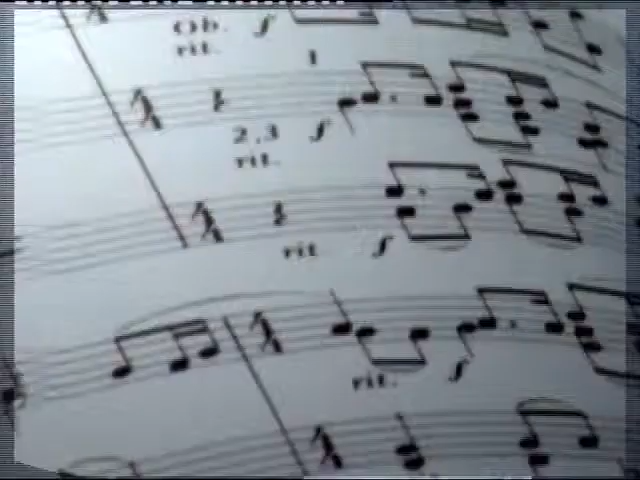 Ob. f
rit.
1
2.3 f
rit.
rit f
rit. f